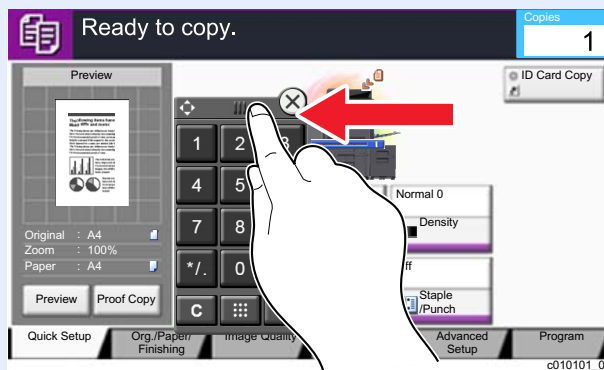 Ready to copy.
Copies
1
Preview
ID Card Copy
1 2 3
4 5
7 8
*/. 0
C
Normal 0
Density
ff
Staple
/Punch
Original : A4
Zoom : 100%
Paper : A4
Preview
Proof Copy
Quick Setup
Org./Paper/
Finishing
Image Quality
Advanced
Setup
Program
c010101_0